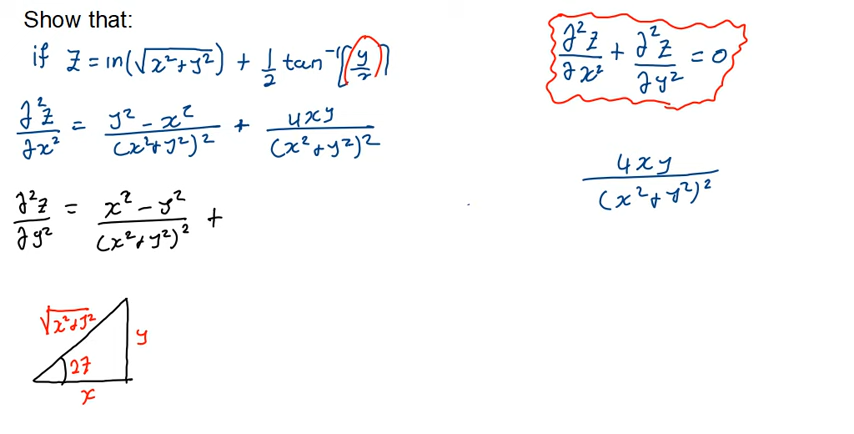 Show that:
if Z = ln(√x²+y²) + 1/2 tan⁻¹[(y/x)]
∂²Z/∂x² + ∂²Z/∂y² = 0
∂²Z/∂x² = y² - x²/(x²+y²)² + 4xy/(x²+y²)²
4xy/(x²+y²)²
∂²Z/∂y² = x² - y²/(x²+y²)² +
√x²+y²
y
2Z
x